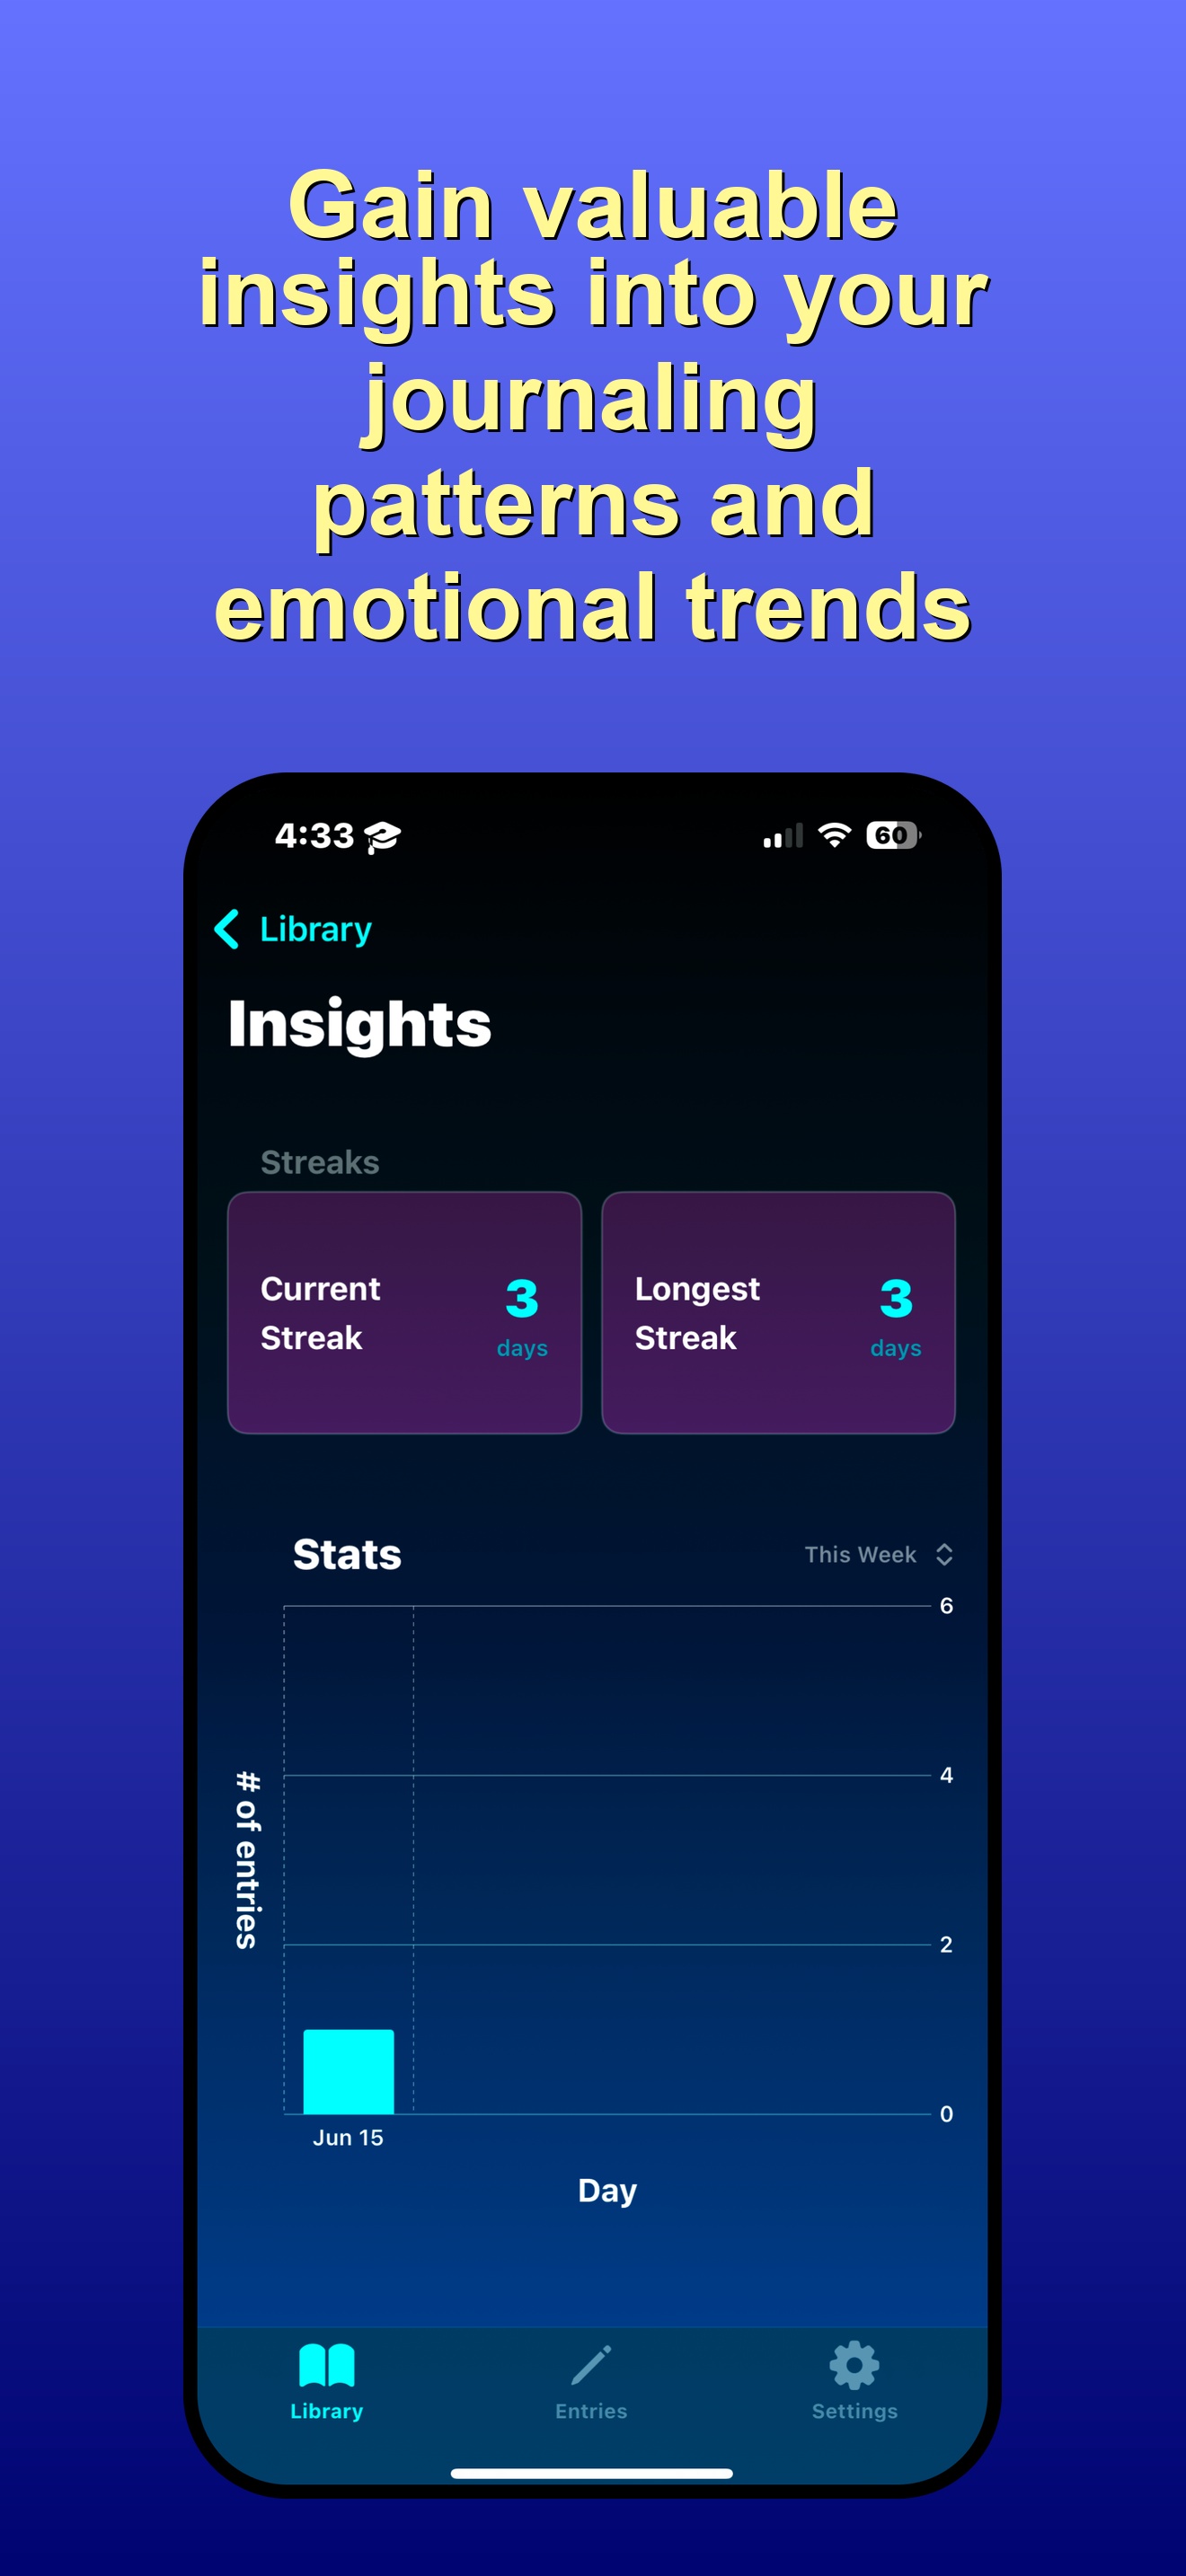 Gain valuable
insights into your
journaling
patterns and
emotional trends
4:33
60
Library
Insights
Streaks
Current
Streak
3
days
Longest
Streak
3
days
Stats
This Week
6
4
2
0
# of entries
Jun 15
Day
Library
Entries
Settings